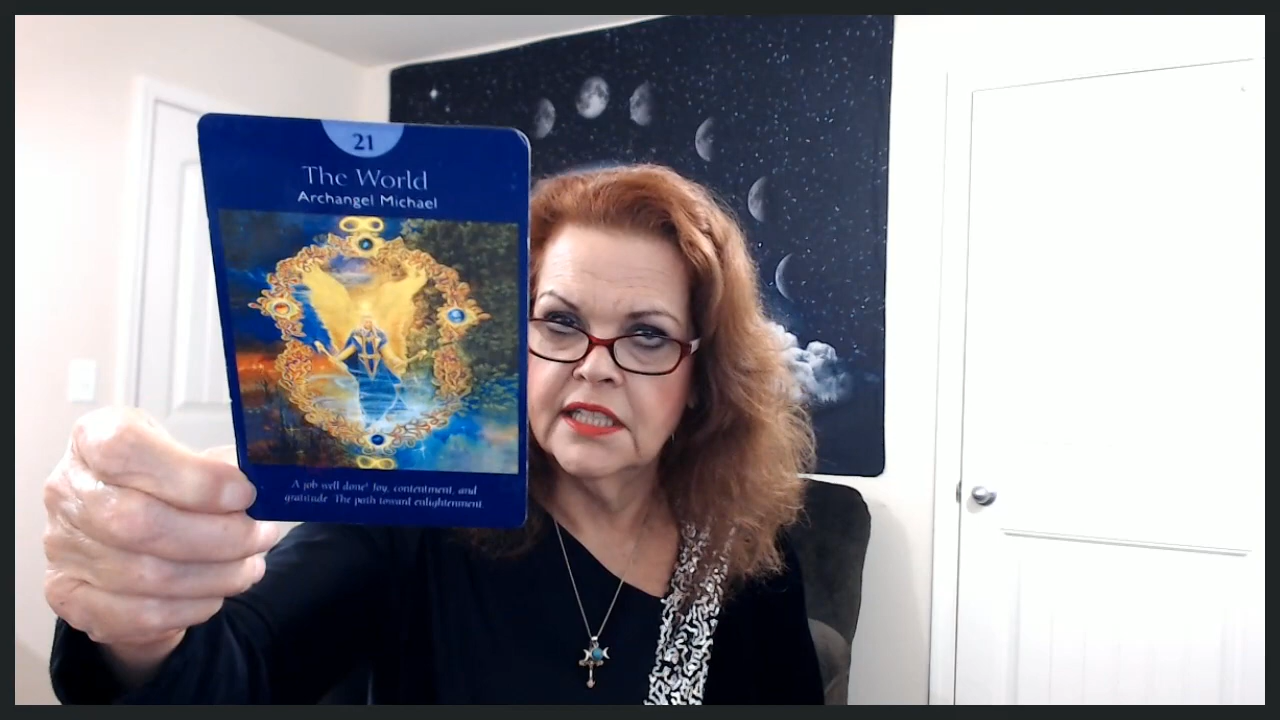 21
The World
Archangel Michael
A job well done! Joy, contentment, and
gratitude. The path toward enlightenment.